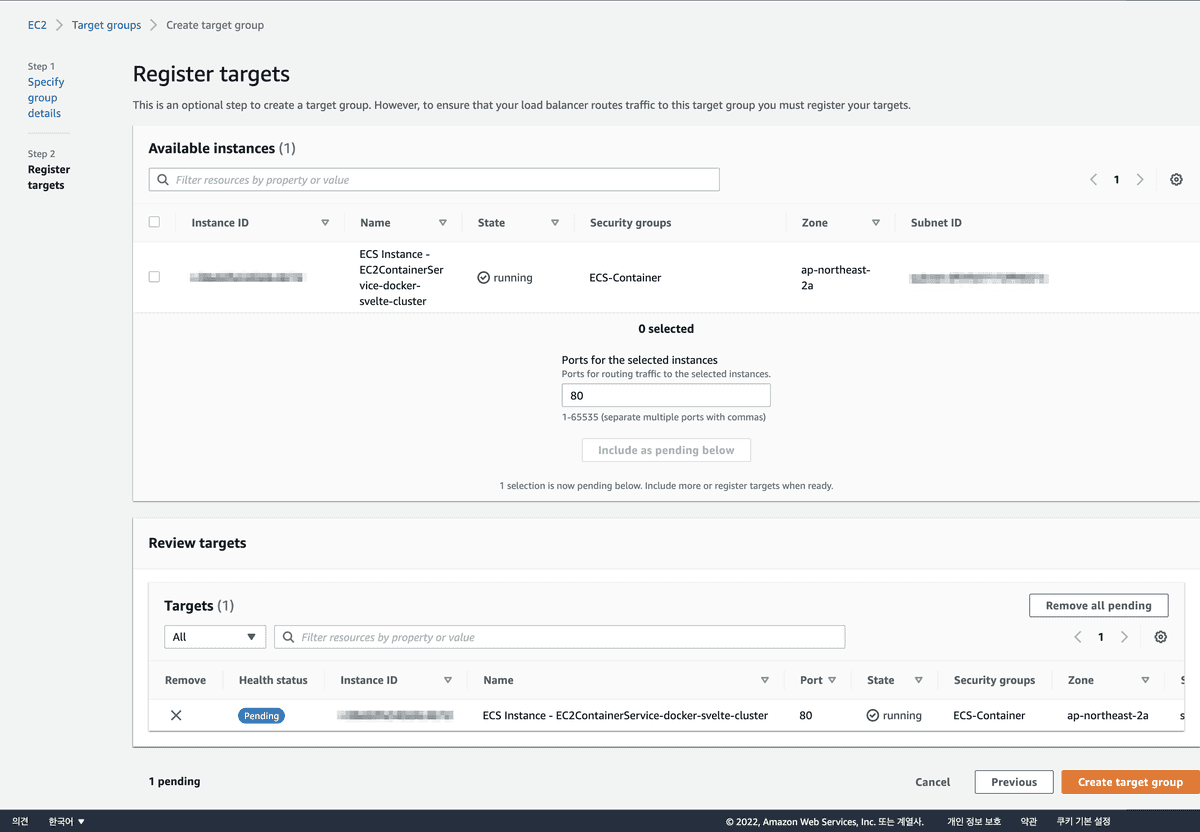 EC2 > Target groups > Create target group
Step 1
Specify
group
details
Step 2
Register
targets
Register targets
This is an optional step to create a target group. However, to ensure that your load balancer routes traffic to this target group you must register your targets.
Available instances (1)
Filter resources by property or value
1
Instance ID Name State Security groups Zone Subnet ID
ECS Instance -
EC2ContainerSer
vice-docker-
svelte-cluster
running
ECS-Container
ap-northeast-
2a
0 selected
Ports for the selected instances
Ports for routing traffic to the selected instances.
80
1-65535 (separate multiple ports with commas)
Include as pending below
1 selection is now pending below. Include more or register targets when ready.
Review targets
Targets (1)
Remove all pending
All
Filter resources by property or value
1
Remove Health status Instance ID Name Port State Security groups Zone
Pending ECS Instance - EC2ContainerService-docker-svelte-cluster 80 running ECS-Container ap-northeast-2a
1 pending
Cancel Previous Create target group
의견 한국어 © 2022, Amazon Web Services, Inc. 또는 계열사. 개인 정보 보호 약관 쿠키 기본 설정